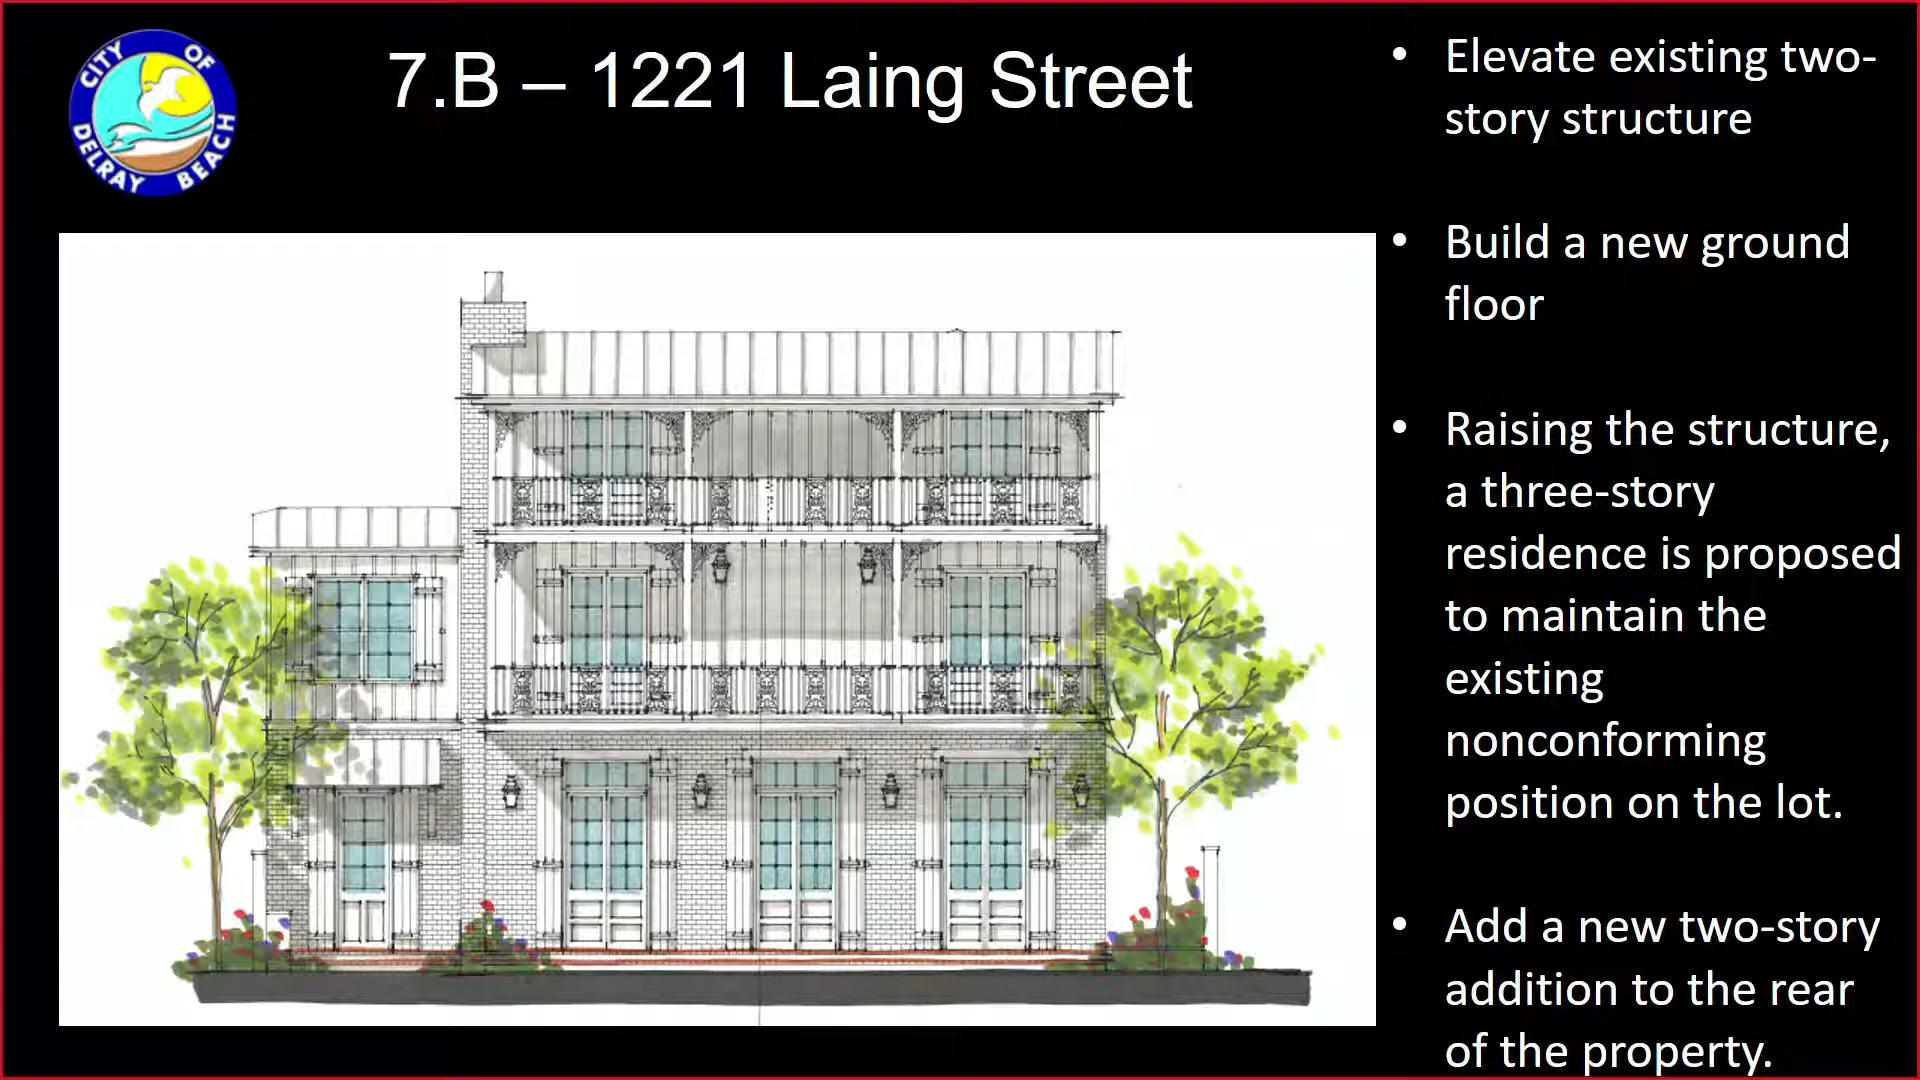 CITY OF
DELRAY BEACH
7.B – 1221 Laing Street
• Elevate existing two-
story structure
• Build a new ground
floor
• Raising the structure,
a three-story
residence is proposed
to maintain the
existing
nonconforming
position on the lot.
• Add a new two-story
addition to the rear
of the property.